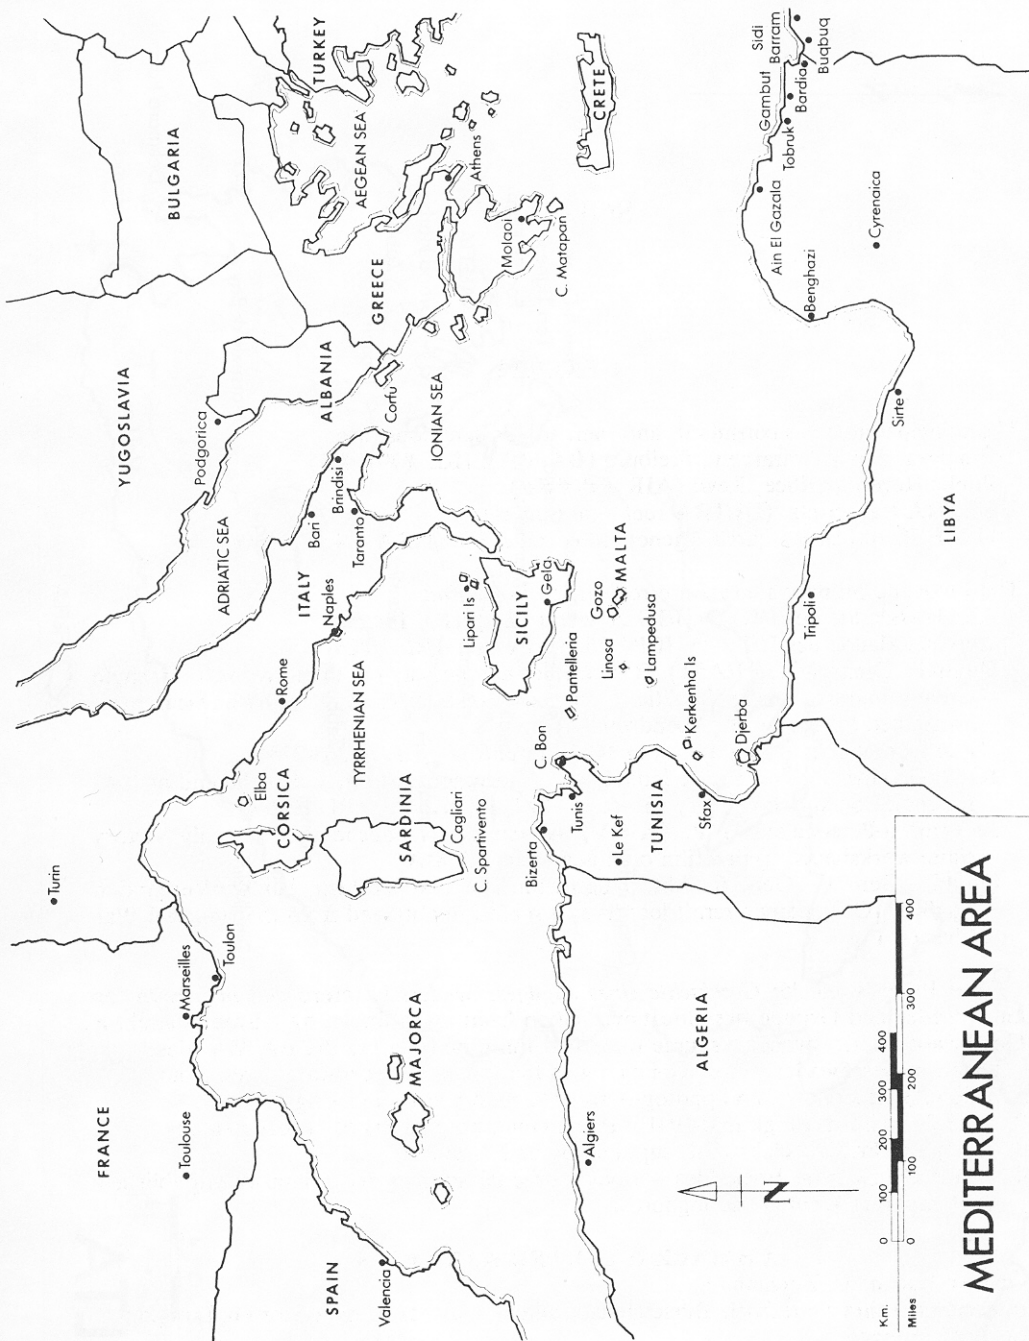 FRANCE
Toulouse
Marseilles
Toulon
Turin
SPAIN
Valencia
MAJORCA
CORSICA
Elba
SARDINIA
Cagliari
C. Spartivento
TYRRHENIAN SEA
ITALY
Rome
Naples
Bari
Brindisi
Taranto
ADRIATIC SEA
YUGOSLAVIA
Podgorica
ALBANIA
BULGARIA
GREECE
Corfu
IONIAN SEA
AEGEAN SEA
TURKEY
Athens
Molaoi
C. Matapan
CRETE
Lipari Is
SICILY
Gela
Pantelleria
Gozo
MALTA
Linosa
Lampedusa
ALGERIA
Algiers
Bizerta
Tunis
C. Bon
Le Kef
TUNISIA
Sfax
Kerkenha Is
Djerba
LIBYA
Tripoli
Sirte
Benghazi
Cyrenaica
Ain El Gazala
Tobruk
Gambut
Bardia
Sidi
Barram
Buqbuq
N
Km. 0 100 200 300 400
Miles 0 100 200 300 400
MEDITERRANEAN AREA